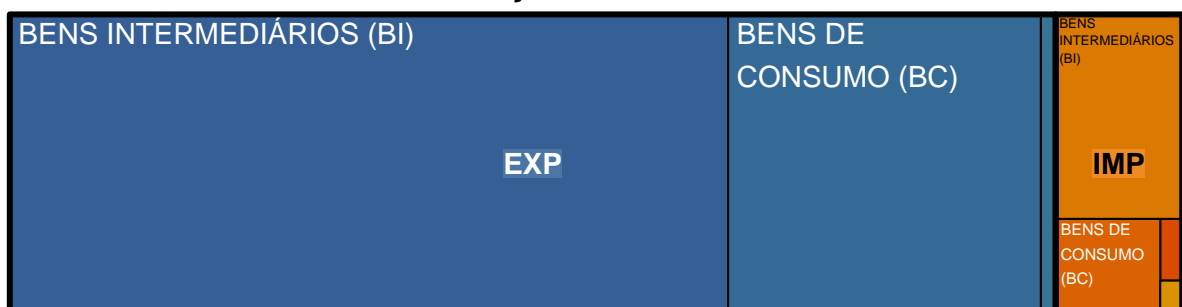 BENS INTERMEDIÁRIOS (BI)
BENS DE
CONSUMO (BC)
EXP
BENS
INTERMEDIÁRIOS
(BI)
IMP
BENS DE
CONSUMO
(BC)